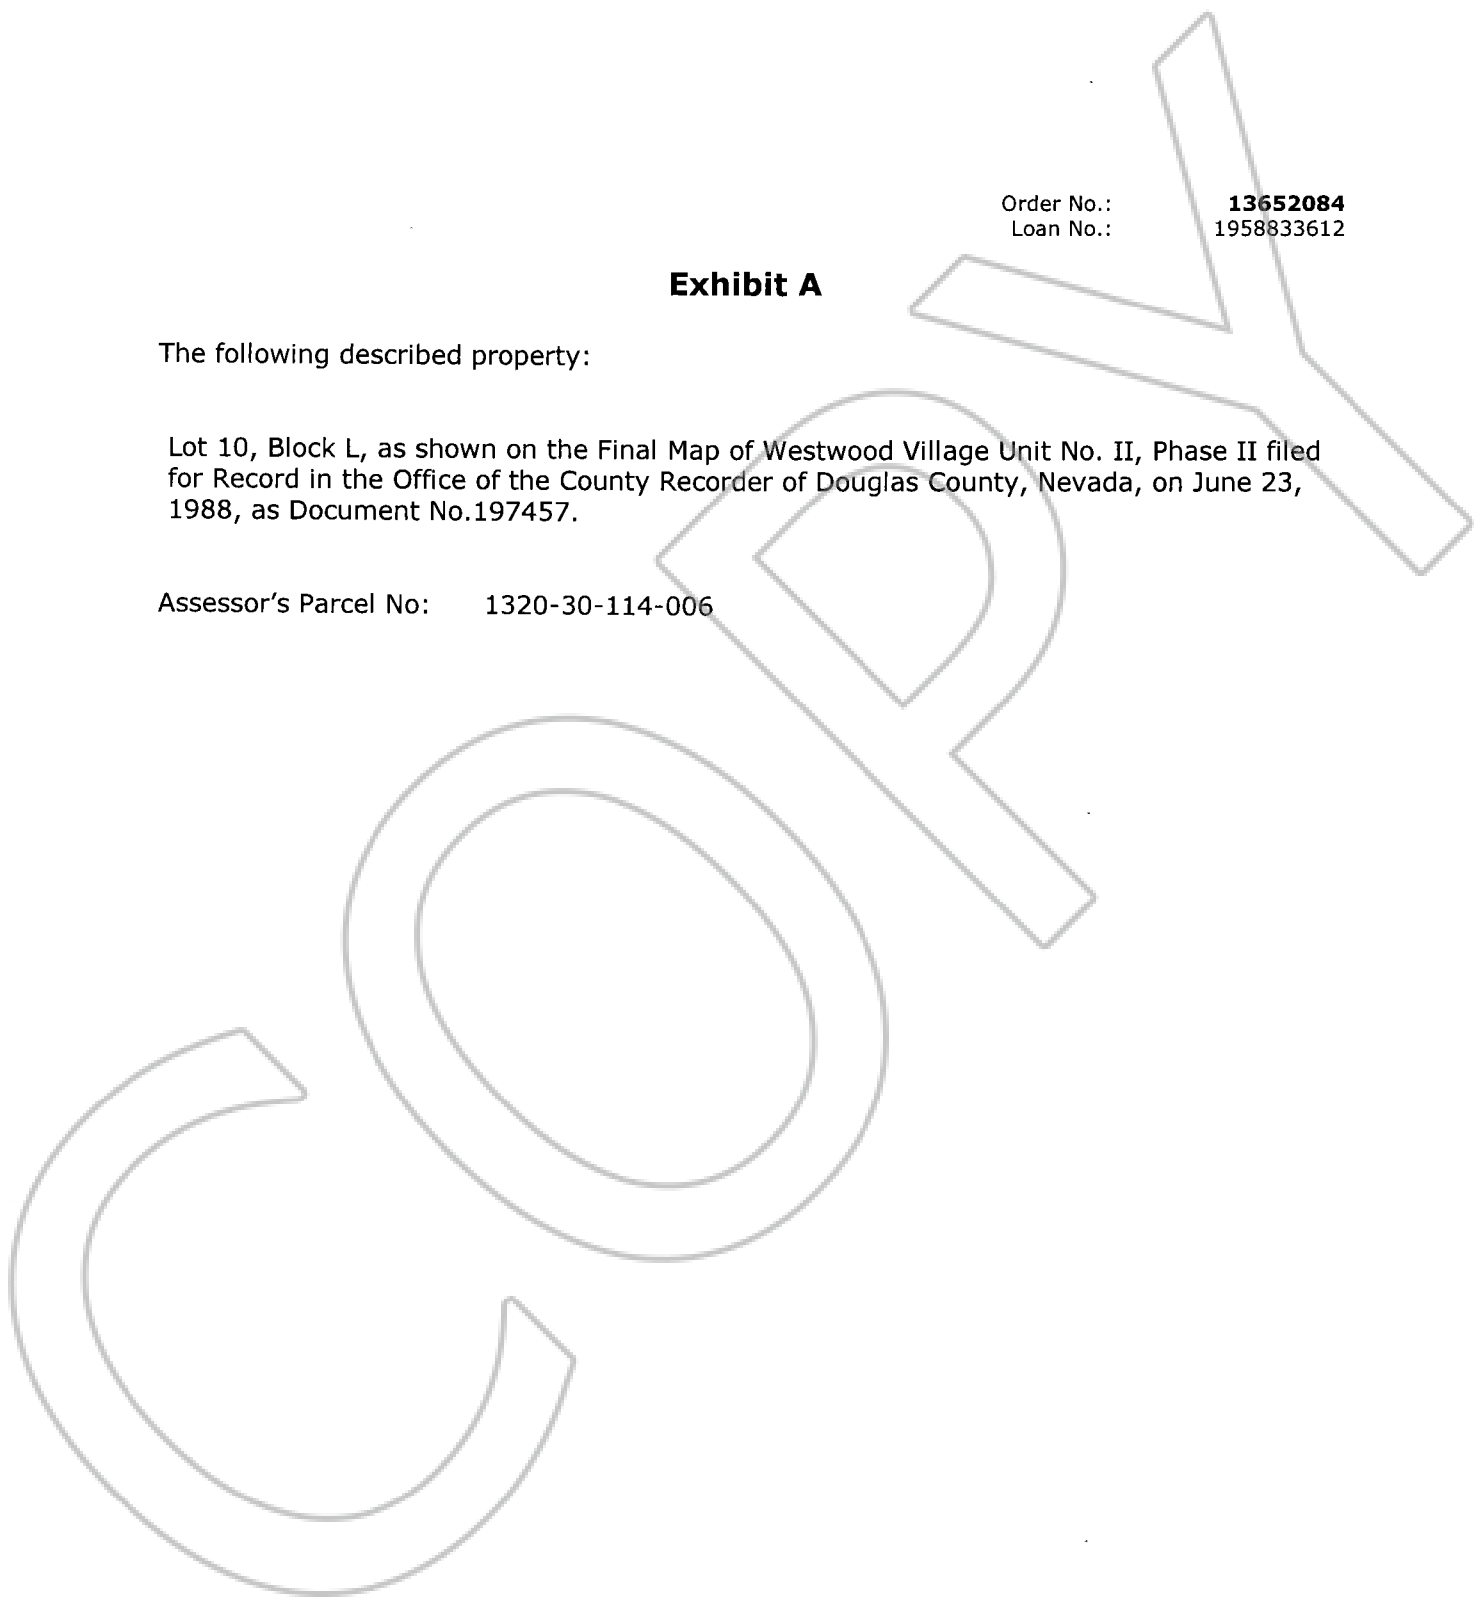 Order No.: 13652084
Loan No.: 1958833612
Exhibit A
The following described property:
Lot 10, Block L, as shown on the Final Map of Westwood Village Unit No. II, Phase II filed
for Record in the Office of the County Recorder of Douglas County, Nevada, on June 23,
1988, as Document No.197457.
Assessor's Parcel No: 1320-30-114-006
COPY